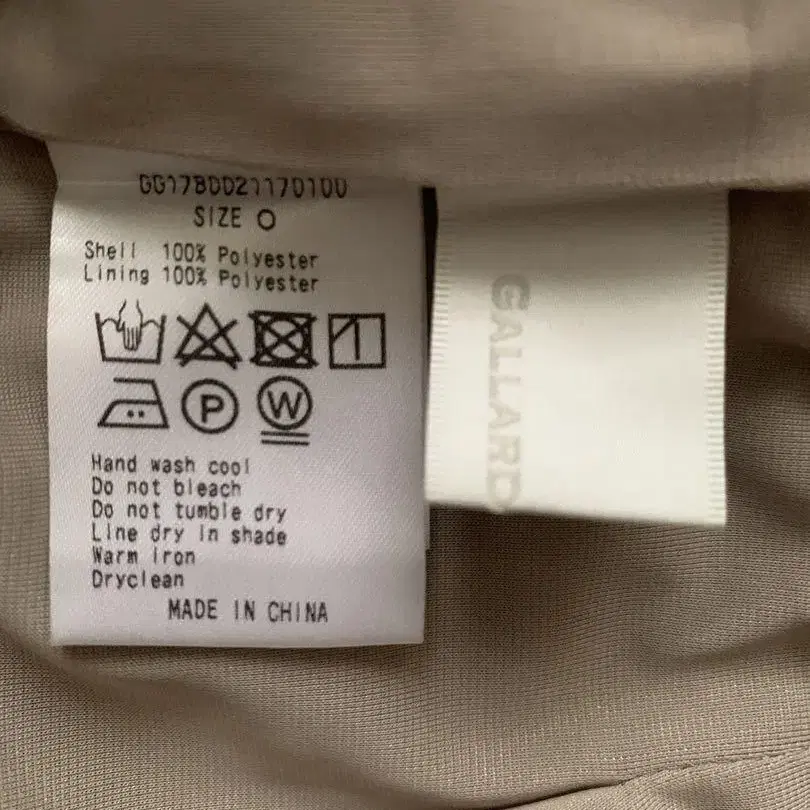 GG17BDD21170100
SIZE O
Shell 100% Polyester
Lining 100% Polyester
P
W
Hand wash cool
Do not bleach
Do not tumble dry
Line dry in shade
Warm iron
Dryclean
MADE IN CHINA
GALLARD